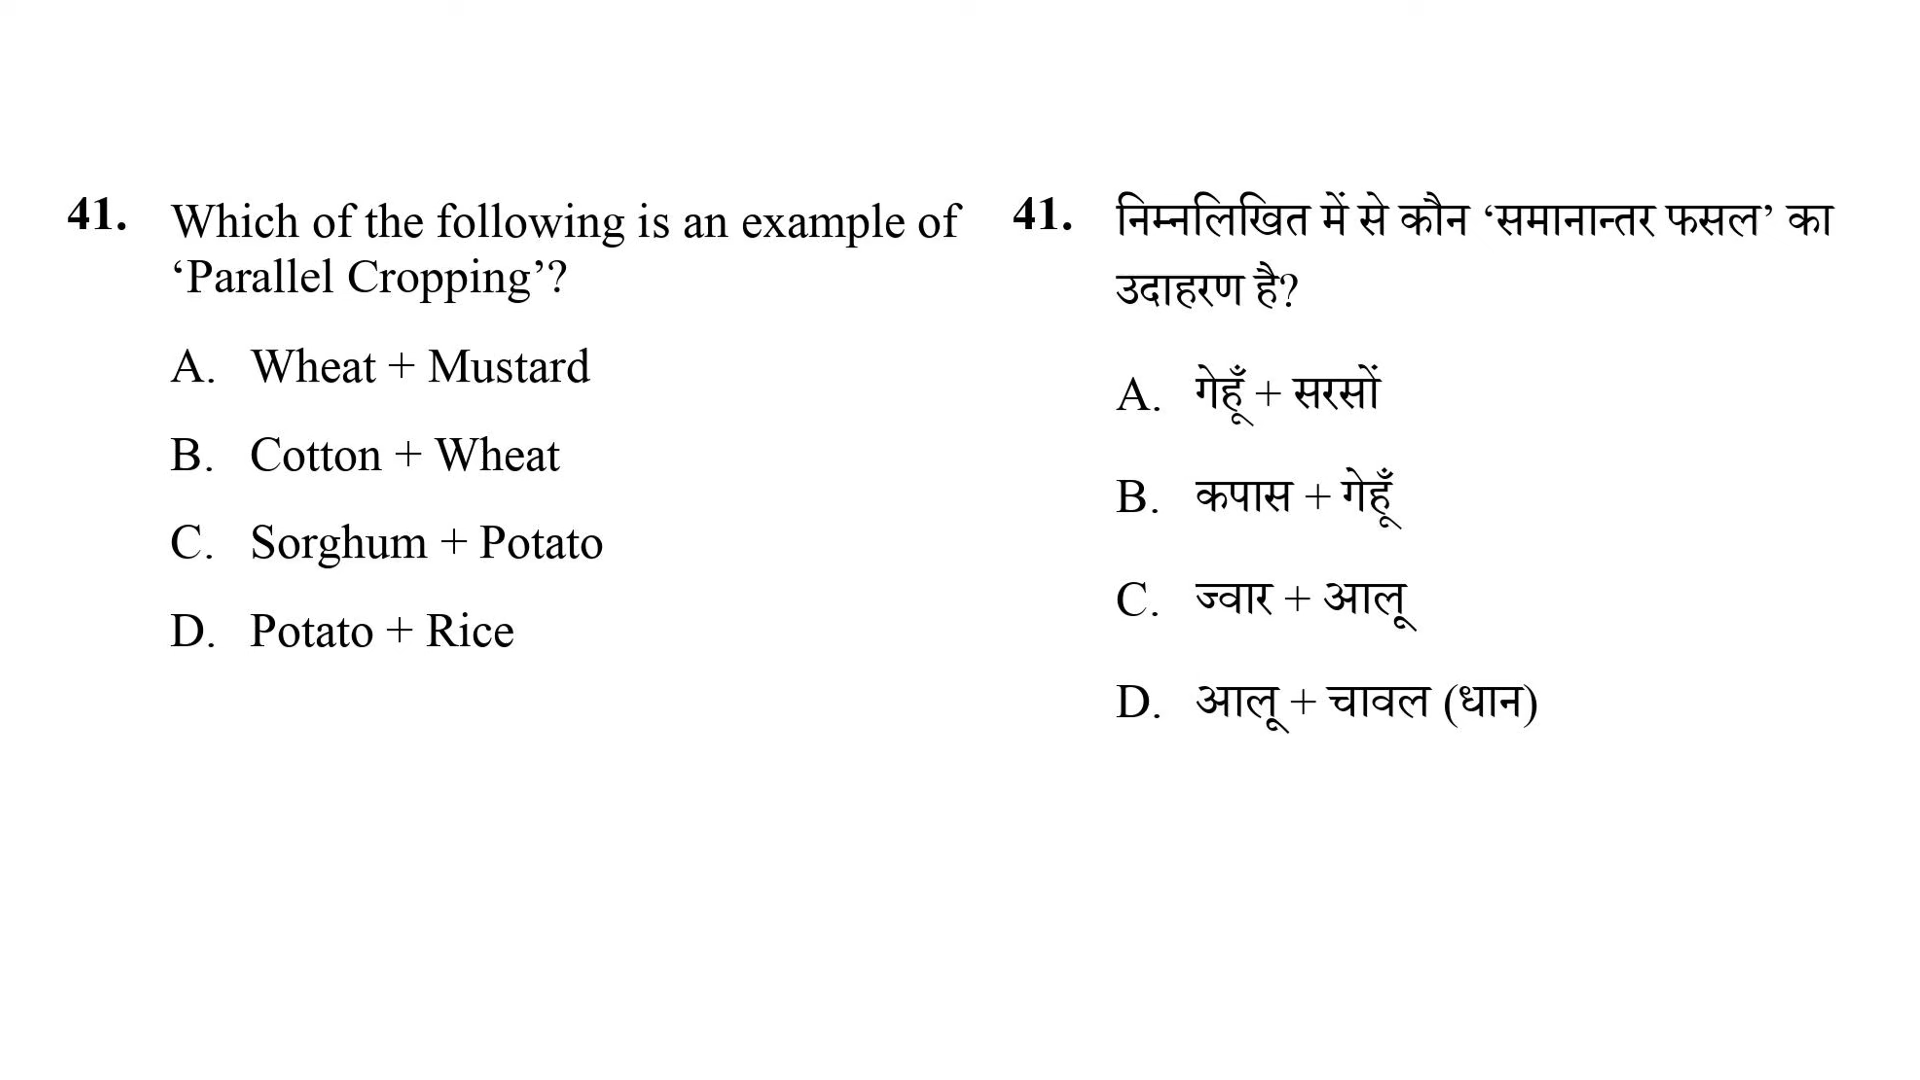 41. Which of the following is an example of
‘Parallel Cropping’?
A. Wheat + Mustard
B. Cotton + Wheat
C. Sorghum + Potato
D. Potato + Rice
41. निम्नलिखित में से कौन ‘समानान्तर फसल’ का
उदाहरण है?
A. गेहूँ + सरसों
B. कपास + गेहूँ
C. ज्वार + आलू
D. आलू + चावल (धान)